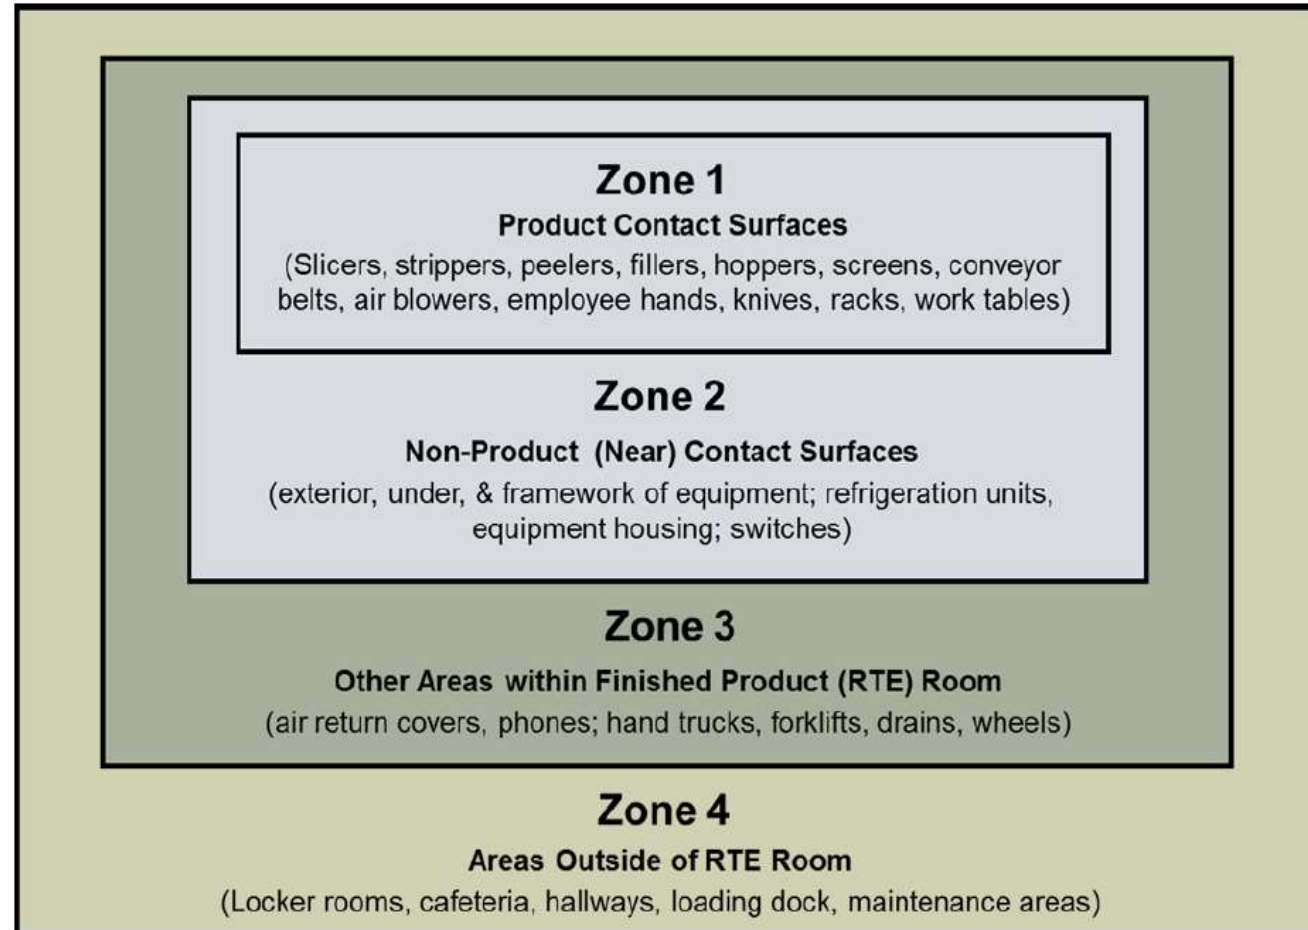 Zone 1
Product Contact Surfaces
(Slicers, strippers, peelers, fillers, hoppers, screens, conveyor
belts, air blowers, employee hands, knives, racks, work tables)
Zone 2
Non-Product (Near) Contact Surfaces
(exterior, under, & framework of equipment; refrigeration units,
equipment housing; switches)
Zone 3
Other Areas within Finished Product (RTE) Room
(air return covers, phones; hand trucks, forklifts, drains, wheels)
Zone 4
Areas Outside of RTE Room
(Locker rooms, cafeteria, hallways, loading dock, maintenance areas)